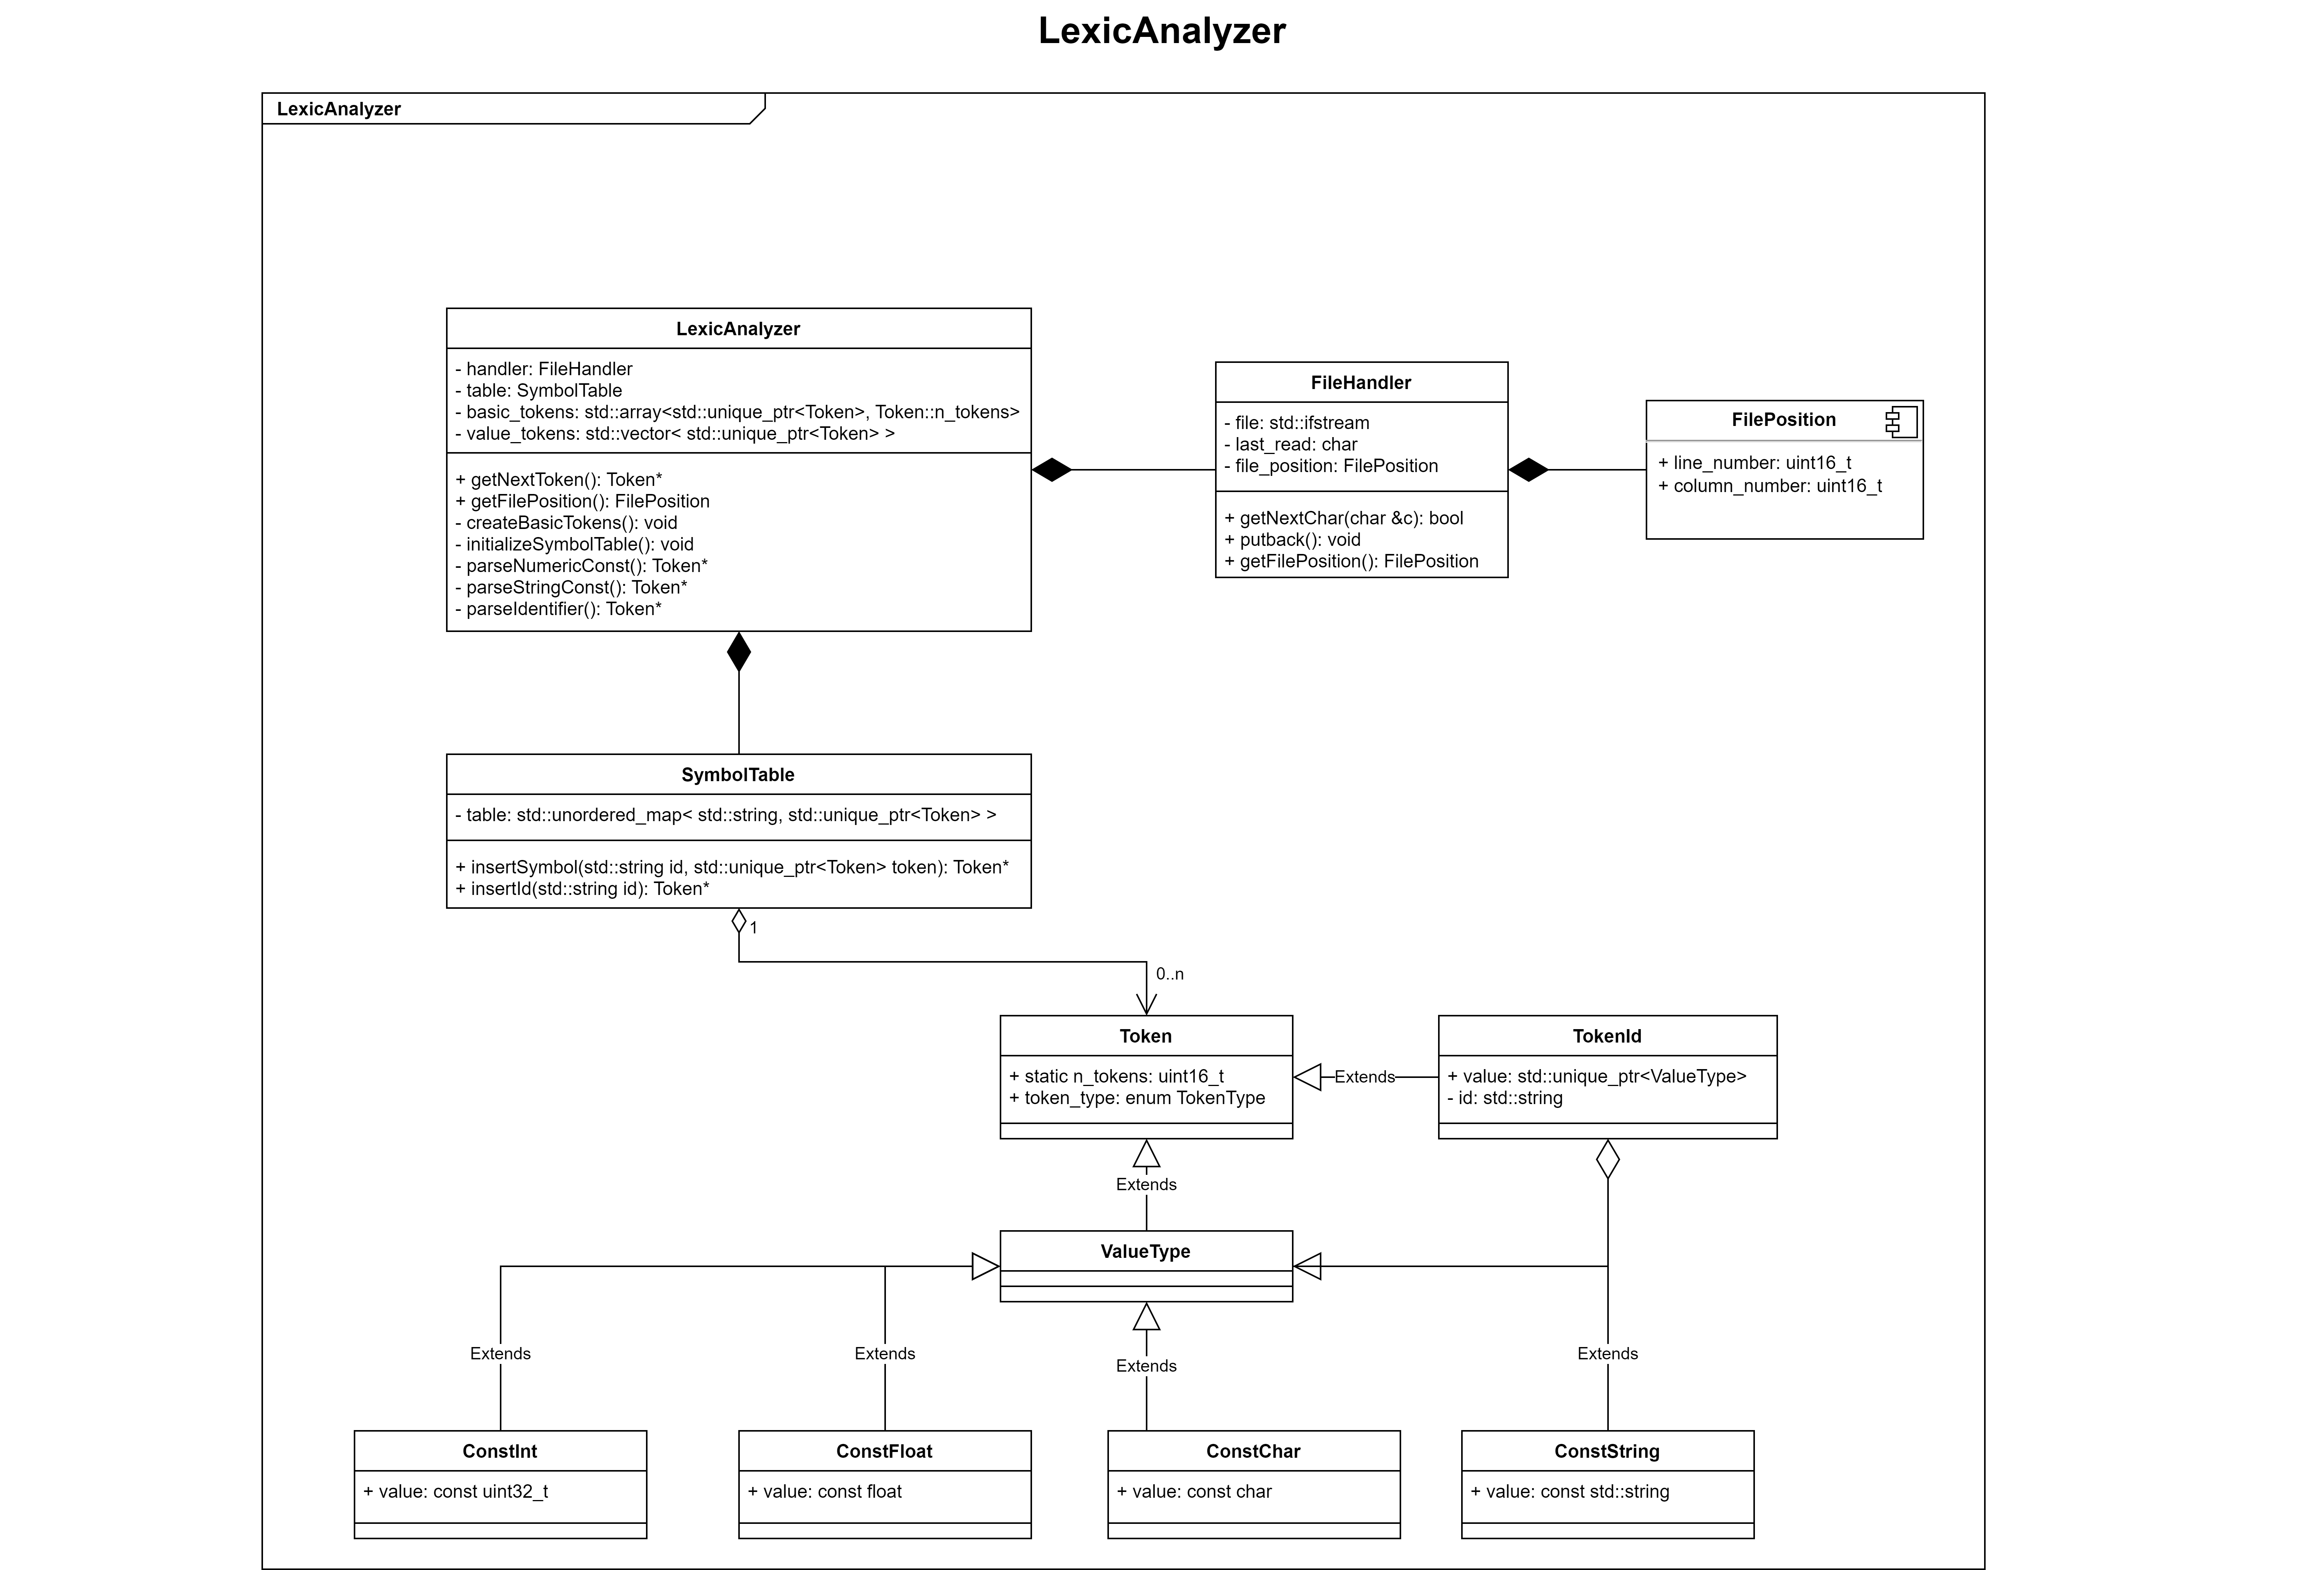 LexicAnalyzer
LexicAnalyzer
LexicAnalyzer
- handler: FileHandler
- table: SymbolTable
- basic_tokens: std::array<std::unique_ptr<Token>, Token::n_tokens>
- value_tokens: std::vector< std::unique_ptr<Token> >
+ getNextToken(): Token*
+ getFilePosition(): FilePosition
- createBasicTokens(): void
- initializeSymbolTable(): void
- parseNumericConst(): Token*
- parseStringConst(): Token*
- parseIdentifier(): Token*
FileHandler
- file: std::ifstream
- last_read: char
- file_position: FilePosition
+ getNextChar(char &c): bool
+ putback(): void
+ getFilePosition(): FilePosition
FilePosition
+ line_number: uint16_t
+ column_number: uint16_t
SymbolTable
- table: std::unordered_map< std::string, std::unique_ptr<Token> >
+ insertSymbol(std::string id, std::unique_ptr<Token> token): Token*
+ insertId(std::string id): Token*
1
0..n
Token
+ static n_tokens: uint16_t
+ token_type: enum TokenType
Extends
TokenId
+ value: std::unique_ptr<ValueType>
- id: std::string
Extends
ValueType
Extends
Extends
Extends
Extends
ConstInt
+ value: const uint32_t
ConstFloat
+ value: const float
ConstChar
+ value: const char
ConstString
+ value: const std::string